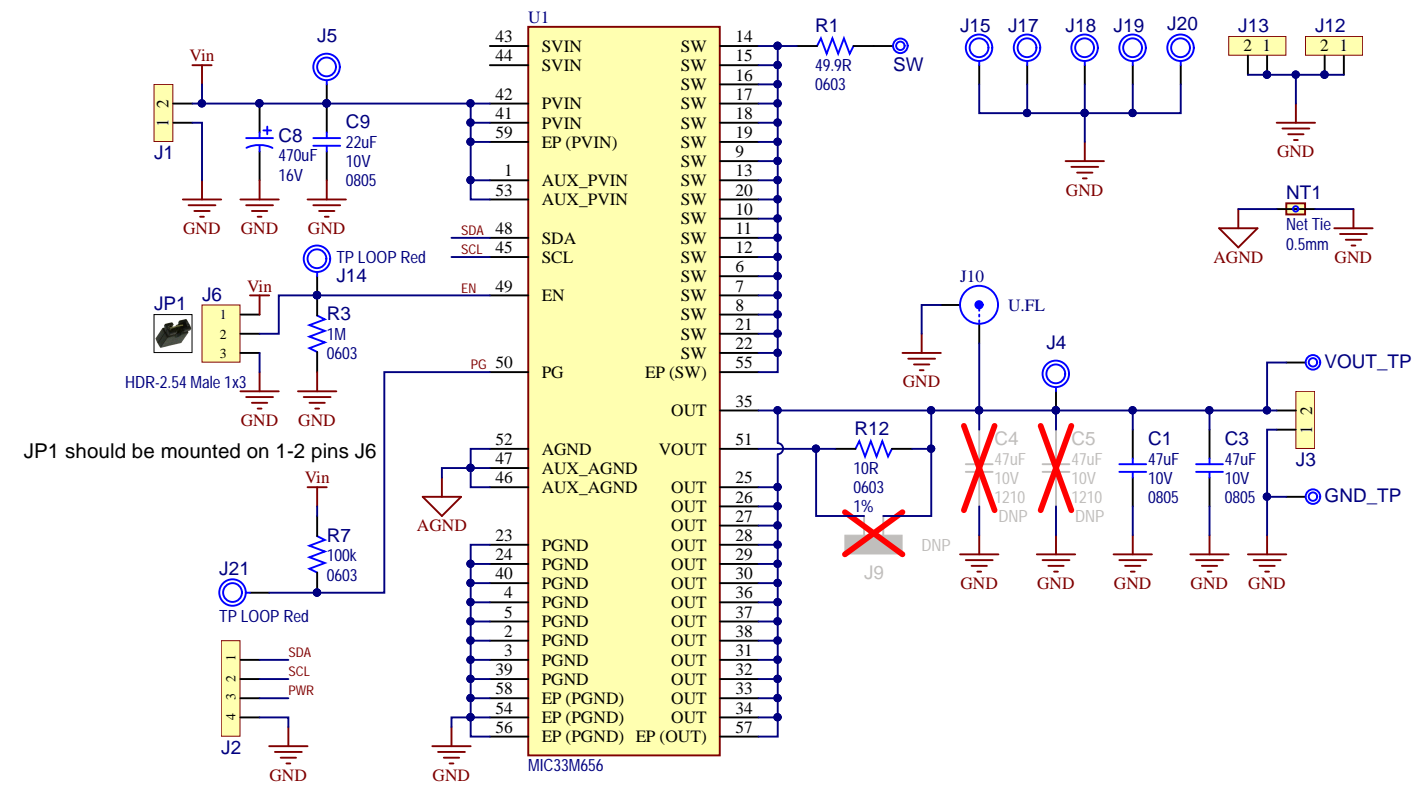 U1
43 SVIN
44 SVIN
42 PVIN
41 PVIN
59 EP (PVIN)
1 AUX_PVIN
53 AUX_PVIN
SDA 48 SDA
SCL 45 SCL
EN 49 EN
PG 50 PG
52 AGND
47 AUX_AGND
46 AUX_AGND
23 PGND
24 PGND
40 PGND
4 PGND
5 PGND
2 PGND
3 PGND
39 PGND
58 EP (PGND)
54 EP (PGND)
56 EP (PGND)
SW 14
SW 15
SW 16
SW 17
SW 18
SW 19
SW 9
SW 13
SW 20
SW 10
SW 11
SW 12
SW 6
SW 7
SW 8
SW 21
SW 22
EP (SW) 55
OUT 35
VOUT 51
OUT 25
OUT 26
OUT 27
OUT 28
OUT 29
OUT 30
OUT 36
OUT 37
OUT 38
OUT 31
OUT 32
OUT 33
OUT 34
EP (OUT) 57
MIC33M656
Vin
J5
2
1
J1
C8
470uF
16V
C9
22uF
10V
0805
GND
GND
GND
TP LOOP Red
J14
JP1
J6
Vin
1
2
3
HDR-2.54 Male 1x3
R3
1M
0603
GND
GND
JP1 should be mounted on 1-2 pins J6
Vin
AGND
R7
100k
0603
J21
TP LOOP Red
1 SDA
2 SCL
3 PWR
4
J2
GND
GND
R1
49.9R
0603
SW
J15
J17
J18
J19
J20
GND
J13
2 1
J12
2 1
GND
NT1
Net Tie
0.5mm
AGND
GND
J10
U.FL
GND
J4
VOUT_TP
R12
10R
0603
1%
DNP
J9
C4
47uF
10V
1210
DNP
C5
47uF
10V
1210
DNP
C1
47uF
10V
0805
C3
47uF
10V
0805
2
1
J3
GND_TP
GND
GND
GND
GND
GND